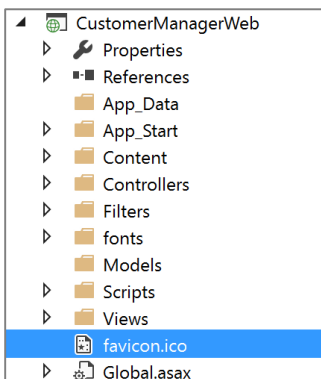 CustomerManagerWeb
Properties
References
App_Data
App_Start
Content
Controllers
Filters
fonts
Models
Scripts
Views
favicon.ico
Global.asax